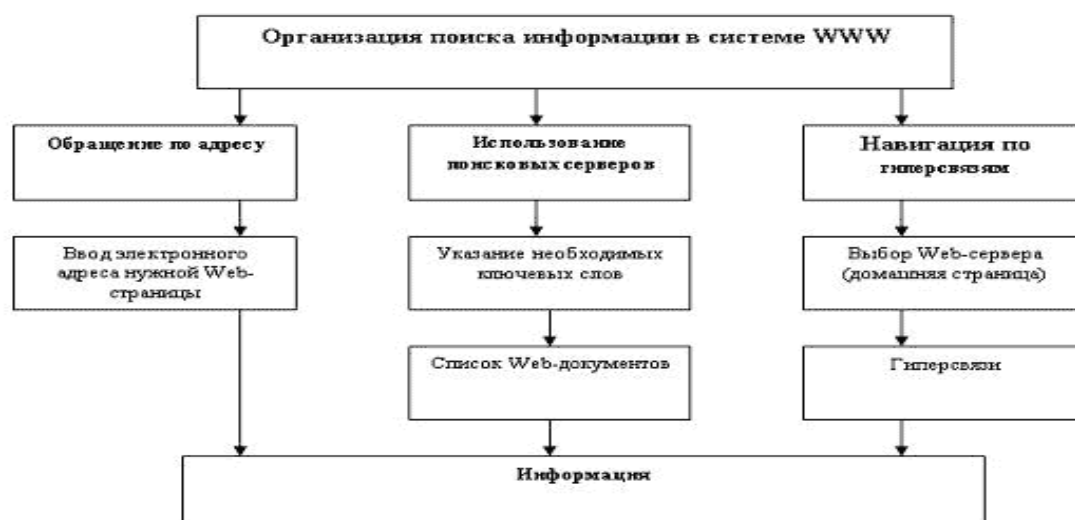 Организация поиска информации в системе WWW
Обращение по адресу
Использование
поисковых серверов
Навигация по
гиперсвязям
Ввод электронного
адреса нужной Web-
страницы
Указание необходимых
ключевых слов
Выбор Web-сервера
(домашняя страница)
Список Web-документов
Гиперсвязи
Информация